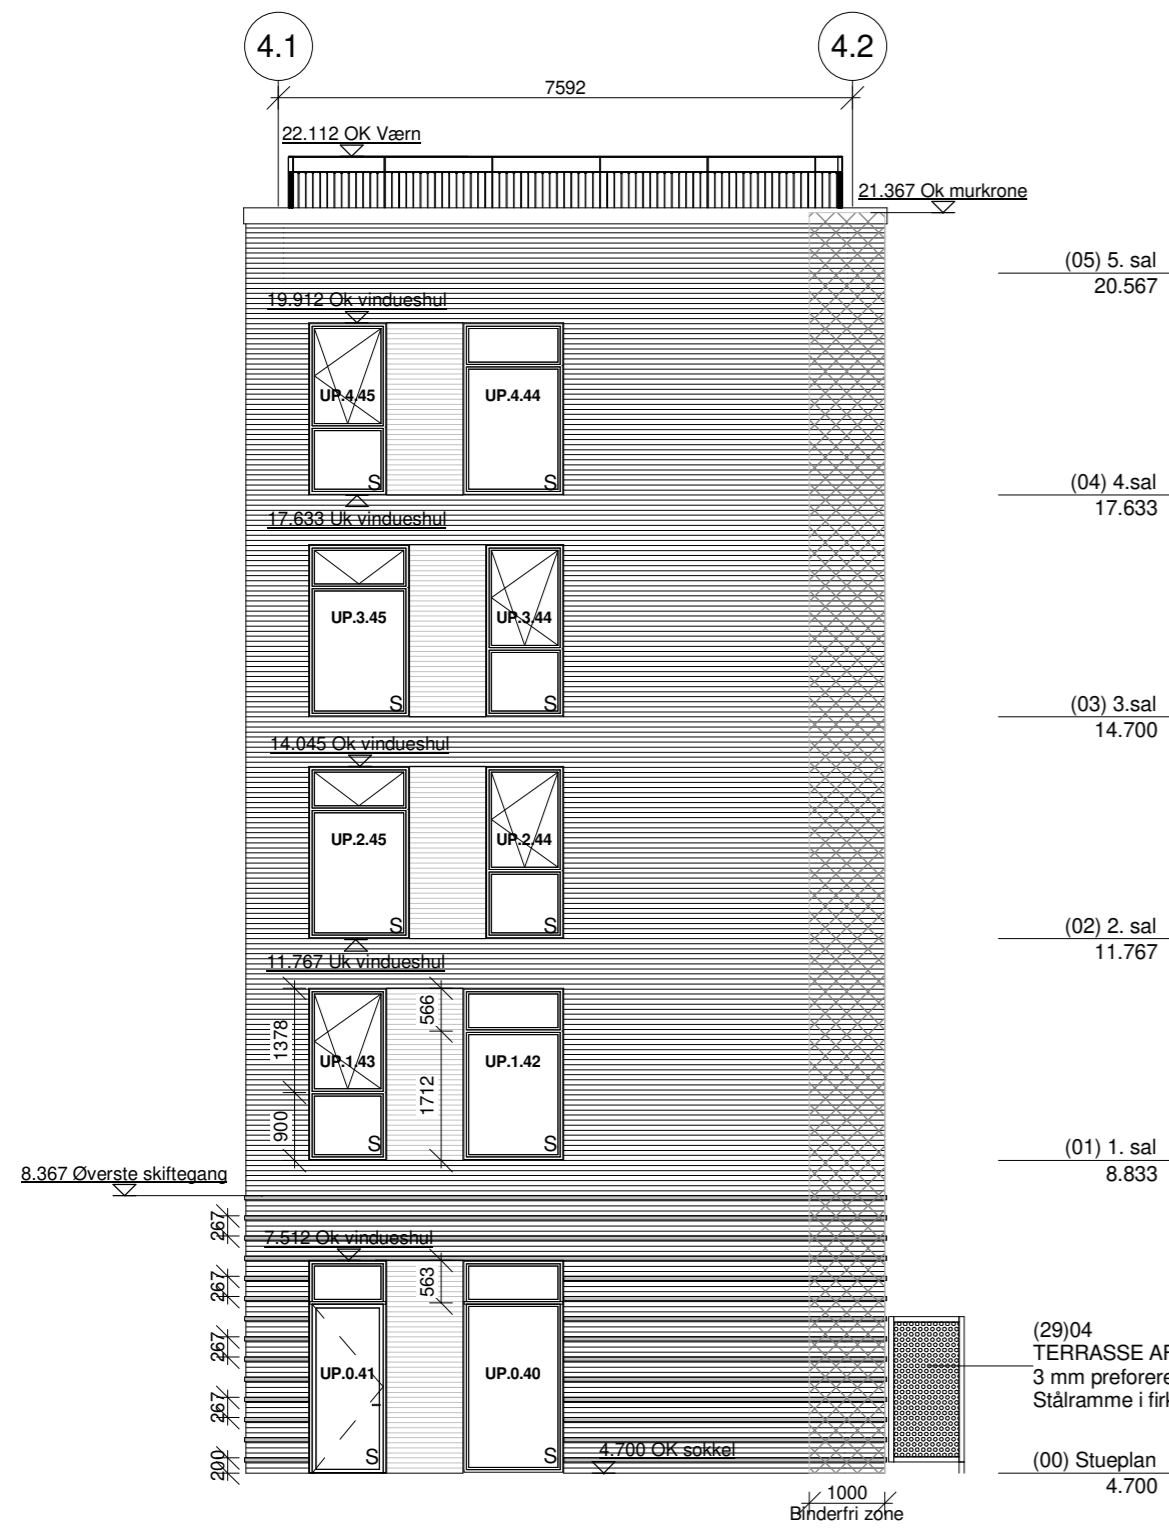 4.1
4.2
7592
22.112 OK Værn
21.367 Ok murkrone
(05) 5. sal
20.567
19.912 Ok vindueshul
UP.4.45
UP.4.44
S
S
(04) 4.sal
17.633
17.633 Uk vindueshul
UP.3.45
UP.3.44
S
S
(03) 3.sal
14.700
14.045 Ok vindueshul
UP.2.45
UP.2.44
S
S
(02) 2. sal
11.767
11.767 Uk vindueshul
1378
566
UP.1.43
UP.1.42
1712
900
S
S
(01) 1. sal
8.833
8.367 Øverste skiftegang
267
7.512 Ok vindueshul
267
563
267
UP.0.41
UP.0.40
267
S
S
200
4.700 OK sokkel
(29)04
TERRASSE AF
3 mm preforere
Stålramme i firk
(00) Stueplan
4.700
1000
Binderfri zone